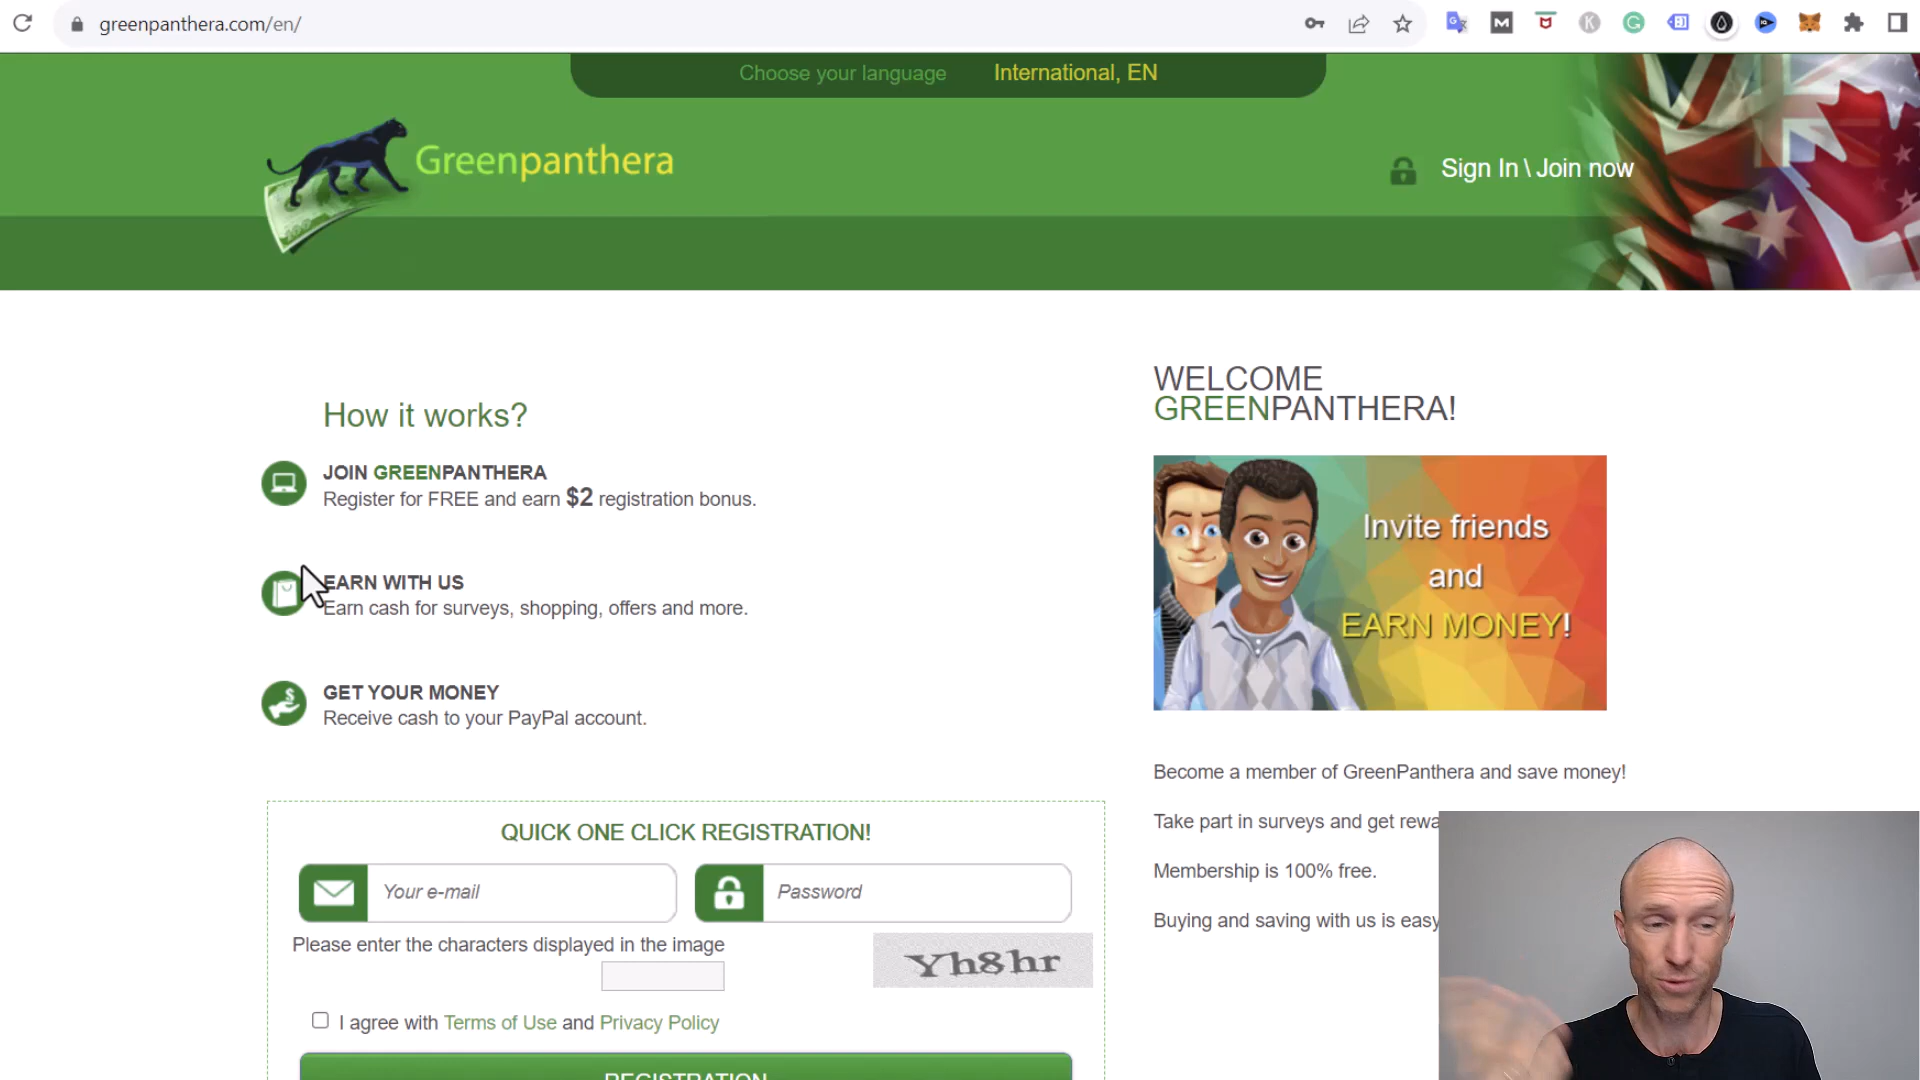 greenpanthera.com/en/
Choose your language International, EN
Greenpanthera
Sign In \ Join now
How it works?
JOIN GREENPANTHERA
Register for FREE and earn $2 registration bonus.
EARN WITH US
Earn cash for surveys, shopping, offers and more.
GET YOUR MONEY
Receive cash to your PayPal account.
QUICK ONE CLICK REGISTRATION!
Your e-mail
Password
Please enter the characters displayed in the image
Yh8hr
I agree with Terms of Use and Privacy Policy
REGISTRATION
WELCOME
GREENPANTHERA!
Invite friends
and
EARN MONEY!
Become a member of GreenPanthera and save money!
Take part in surveys and get rewa
Membership is 100% free.
Buying and saving with us is easy